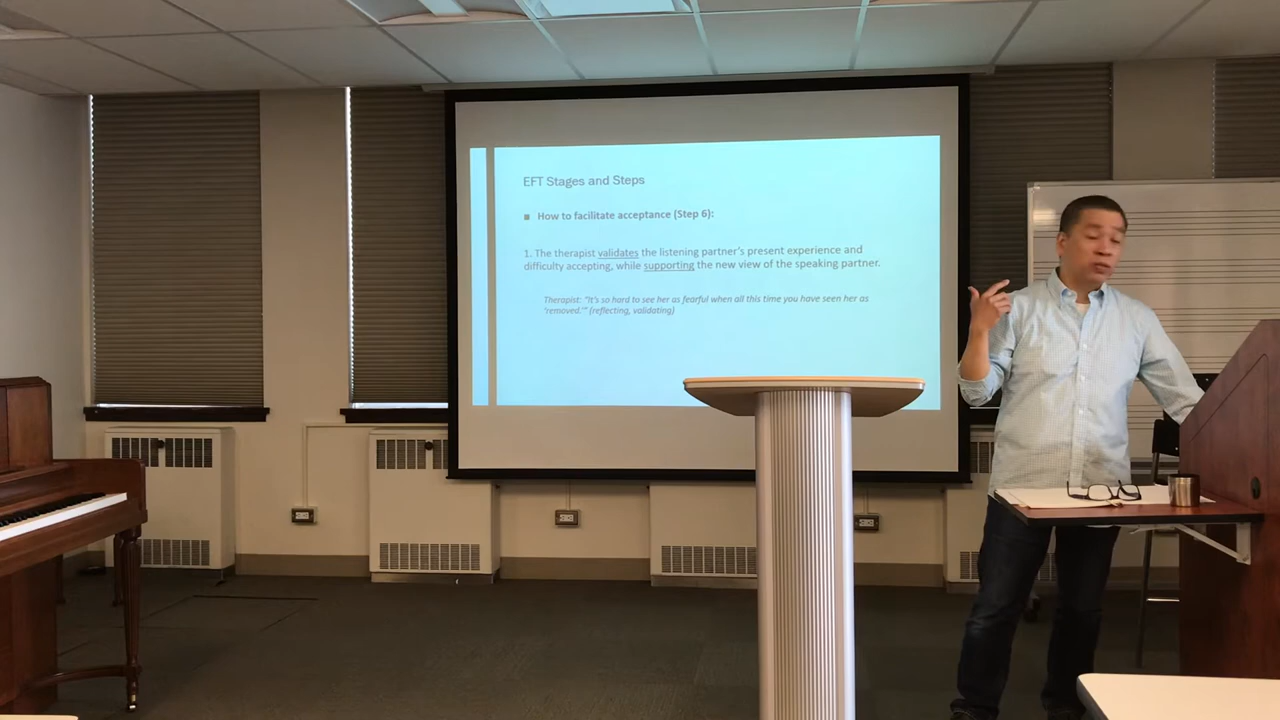 EFT Stages and Steps
How to facilitate acceptance (Step 6):
1. The therapist validates the listening partner's present experience and
difficulty accepting, while supporting the new view of the speaking partner.
Therapist: "It's so hard to see her as fearful when all this time you have seen her as
'removed.'" (reflecting, validating)